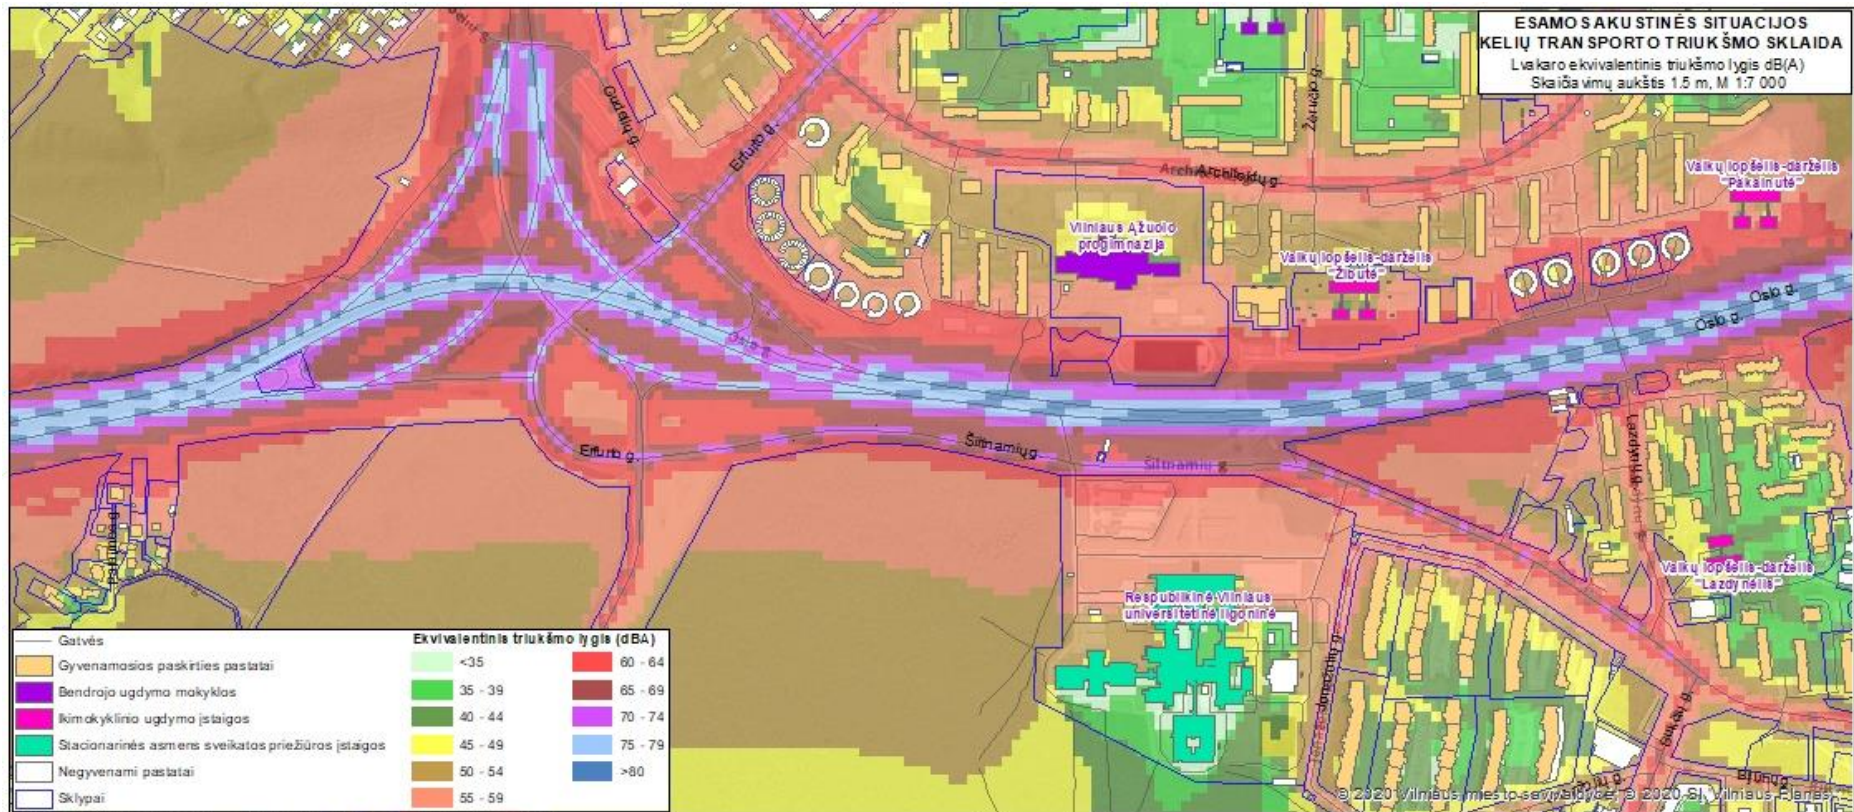 ESAMOS AKUSTINĖS SITUACIJOS
KELIŲ TRANSPORTO TRIUKŠMO SKLAIDA
Lvakaro ekvivalentinis triukšmo lygis dB(A)
Skaičiavimų aukštis 1.5 m, M 1:7 000
Gudelių g.
Erfurto g.
Žėručio g.
Architektų g.
Architektų g.
Vaikų lopšelis-darželis
"Pakalnutė"
Vilniaus Ąžuolo
progimnazija
Vaikų lopšelis-darželis
"Žibutė"
Oslo g.
Oslo g.
Oslo g.
Erfurto g.
Šiltnamių g.
Šiltnamių g.
Lazdynų g.
Vaikų lopšelis-darželis
"Lazdynėlis"
Respublikinė Vilniaus
universitetinė ligoninė
Bukčių g.
Gatvės
Gyvenamosios paskirties pastatai
Bendrojo ugdymo mokyklos
Ikimokyklinio ugdymo įstaigos
Stacionarinės asmens sveikatos priežiūros įstaigos
Negyvenami pastatai
Sklypai
Ekvivalentinis triukšmo lygis (dBA)
<35
35 - 39
40 - 44
45 - 49
50 - 54
55 - 59
60 - 64
65 - 69
70 - 74
75 - 79
>80
© 2020 Vilniaus miesto savivaldybė, © 2020 SĮ „Vilniaus Planas“